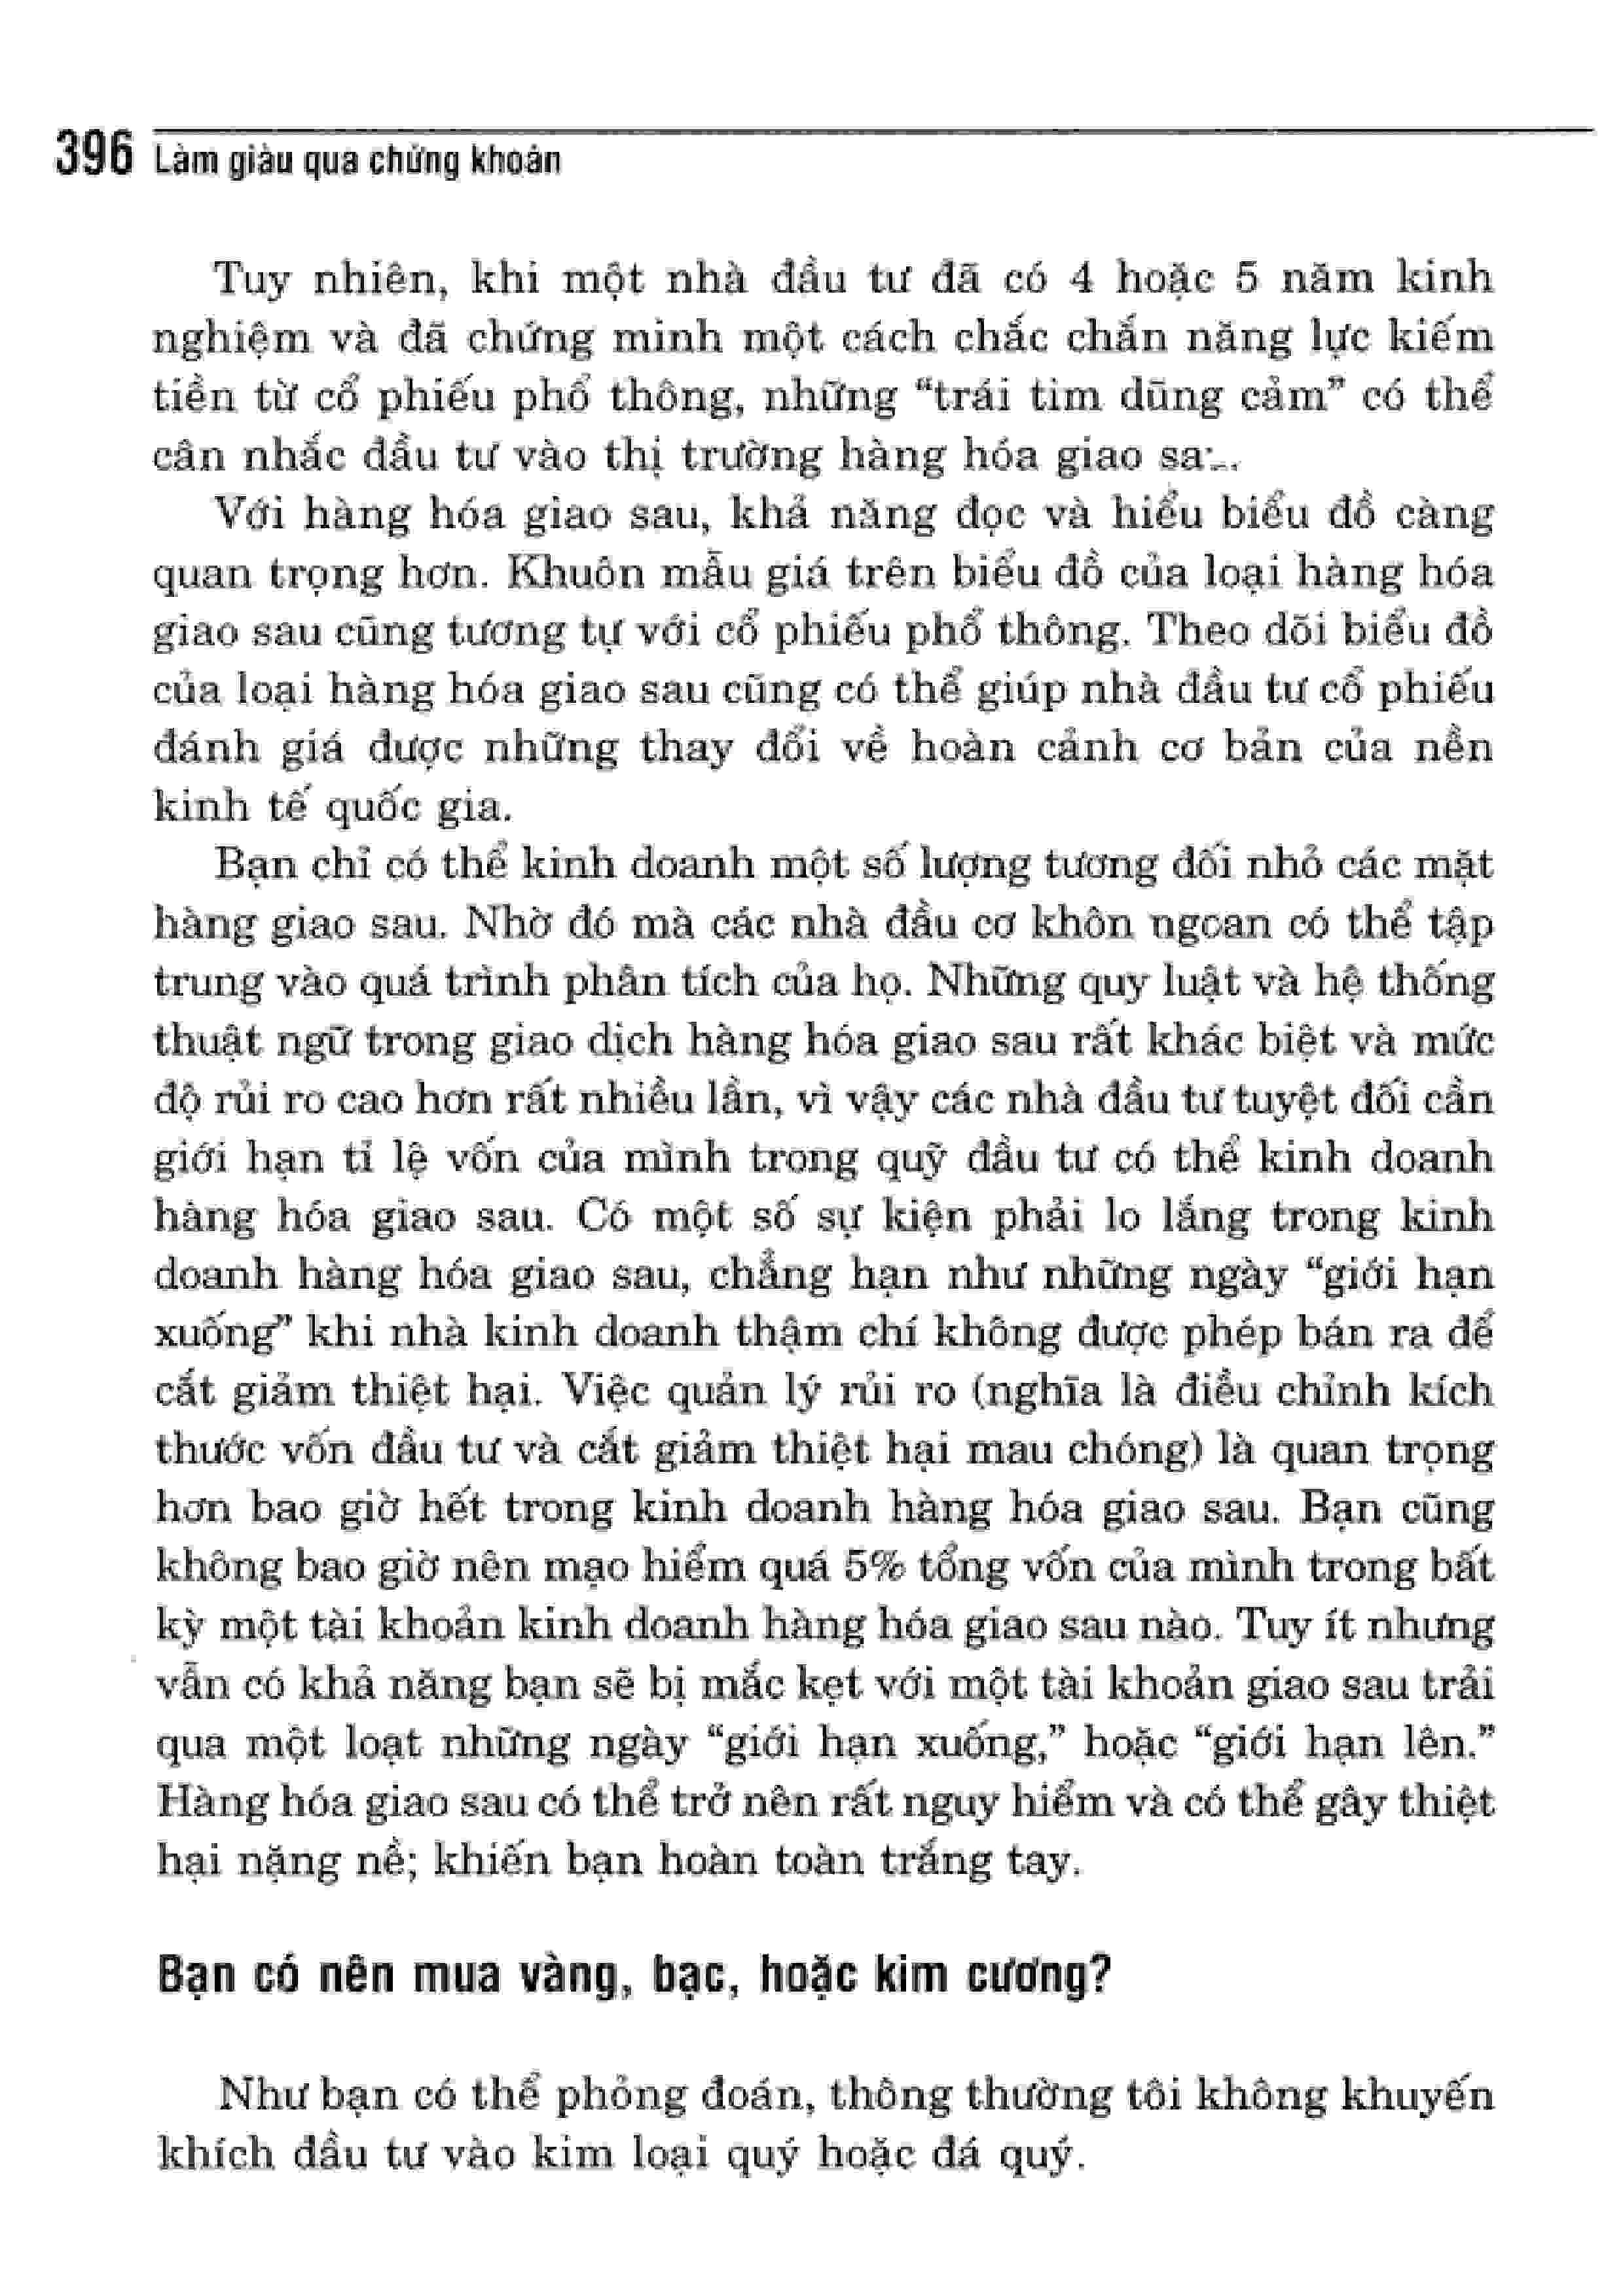 396 Làm giàu qua chứng khoán
Tuy nhiên, khi một nhà đầu tư đã có 4 hoặc 5 năm kinh
nghiệm và đã chứng minh một cách chắc chắn năng lực kiếm
tiền từ cổ phiếu phổ thông, những “trái tim dũng cảm” có thể
cân nhắc đầu tư vào thị trường hàng hóa giao
Với hàng hóa giao sau, khả năng đọc và hiểu biểu đồ càng
quan trọng hơn. Khuôn mẫu giá trên biểu đồ của loại hàng hóa
giao sau cũng tương tự với cổ phiếu phổ thông. Theo dõi biểu đồ
của loại hàng hóa giao sau cũng có thể giúp nhà đầu tư cổ phiếu
đánh giá được những thay đổi về hoàn cảnh cơ bản của nền
kinh tế quốc gia.
Bạn chỉ có thể kinh doanh một số lượng tương đối nhỏ các mặt
hàng giao sau. Nhờ đó mà các nhà đầu cơ khôn ngoan có thể tập
trung vào quá trình phân tích của họ. Những quy luật và hệ thống
thuật ngữ trong giao dịch hàng hóa giao sau rất khác biệt và mức
độ rủi ro cao hơn rất nhiều lần, vì vậy các nhà đầu tư tuyệt đối cần
giới hạn tỉ lệ vốn của mình trong quỹ đầu tư có thể kinh doanh
hàng hóa giao sau. Có một số sự kiện phải lo lắng trong kinh
doanh hàng hóa giao sau, chẳng hạn như những ngày “giới hạn
xuống” khi nhà kinh doanh thậm chí không được phép bán ra để
cắt giảm thiệt hại. Việc quản lý rủi ro (nghĩa là điều chỉnh kích
thước vốn đầu tư và cắt giảm thiệt hại mau chóng) là quan trọng
hơn bao giờ hết trong kinh doanh hàng hóa giao sau. Bạn cũng
không bao giờ nên mạo hiểm quá 5% tổng vốn của mình trong bất
kỳ một tài khoản kinh doanh hàng hóa giao sau nào. Tuy ít nhưng
vẫn có khả năng bạn sẽ bị mắc kẹt với một tài khoản giao sau trải
qua một loạt những ngày “giới hạn xuống,” hoặc “giới hạn lên.”
Hàng hóa giao sau có thể trở nên rất nguy hiểm và có thể gây thiệt
hại nặng nề; khiến bạn hoàn toàn trắng tay.
Bạn có nên mua vàng, bạc, hoặc kim cương?
Như bạn có thể phỏng đoán, thông thường tôi không khuyến
khích đầu tư vào kim loại quý hoặc đá quý.